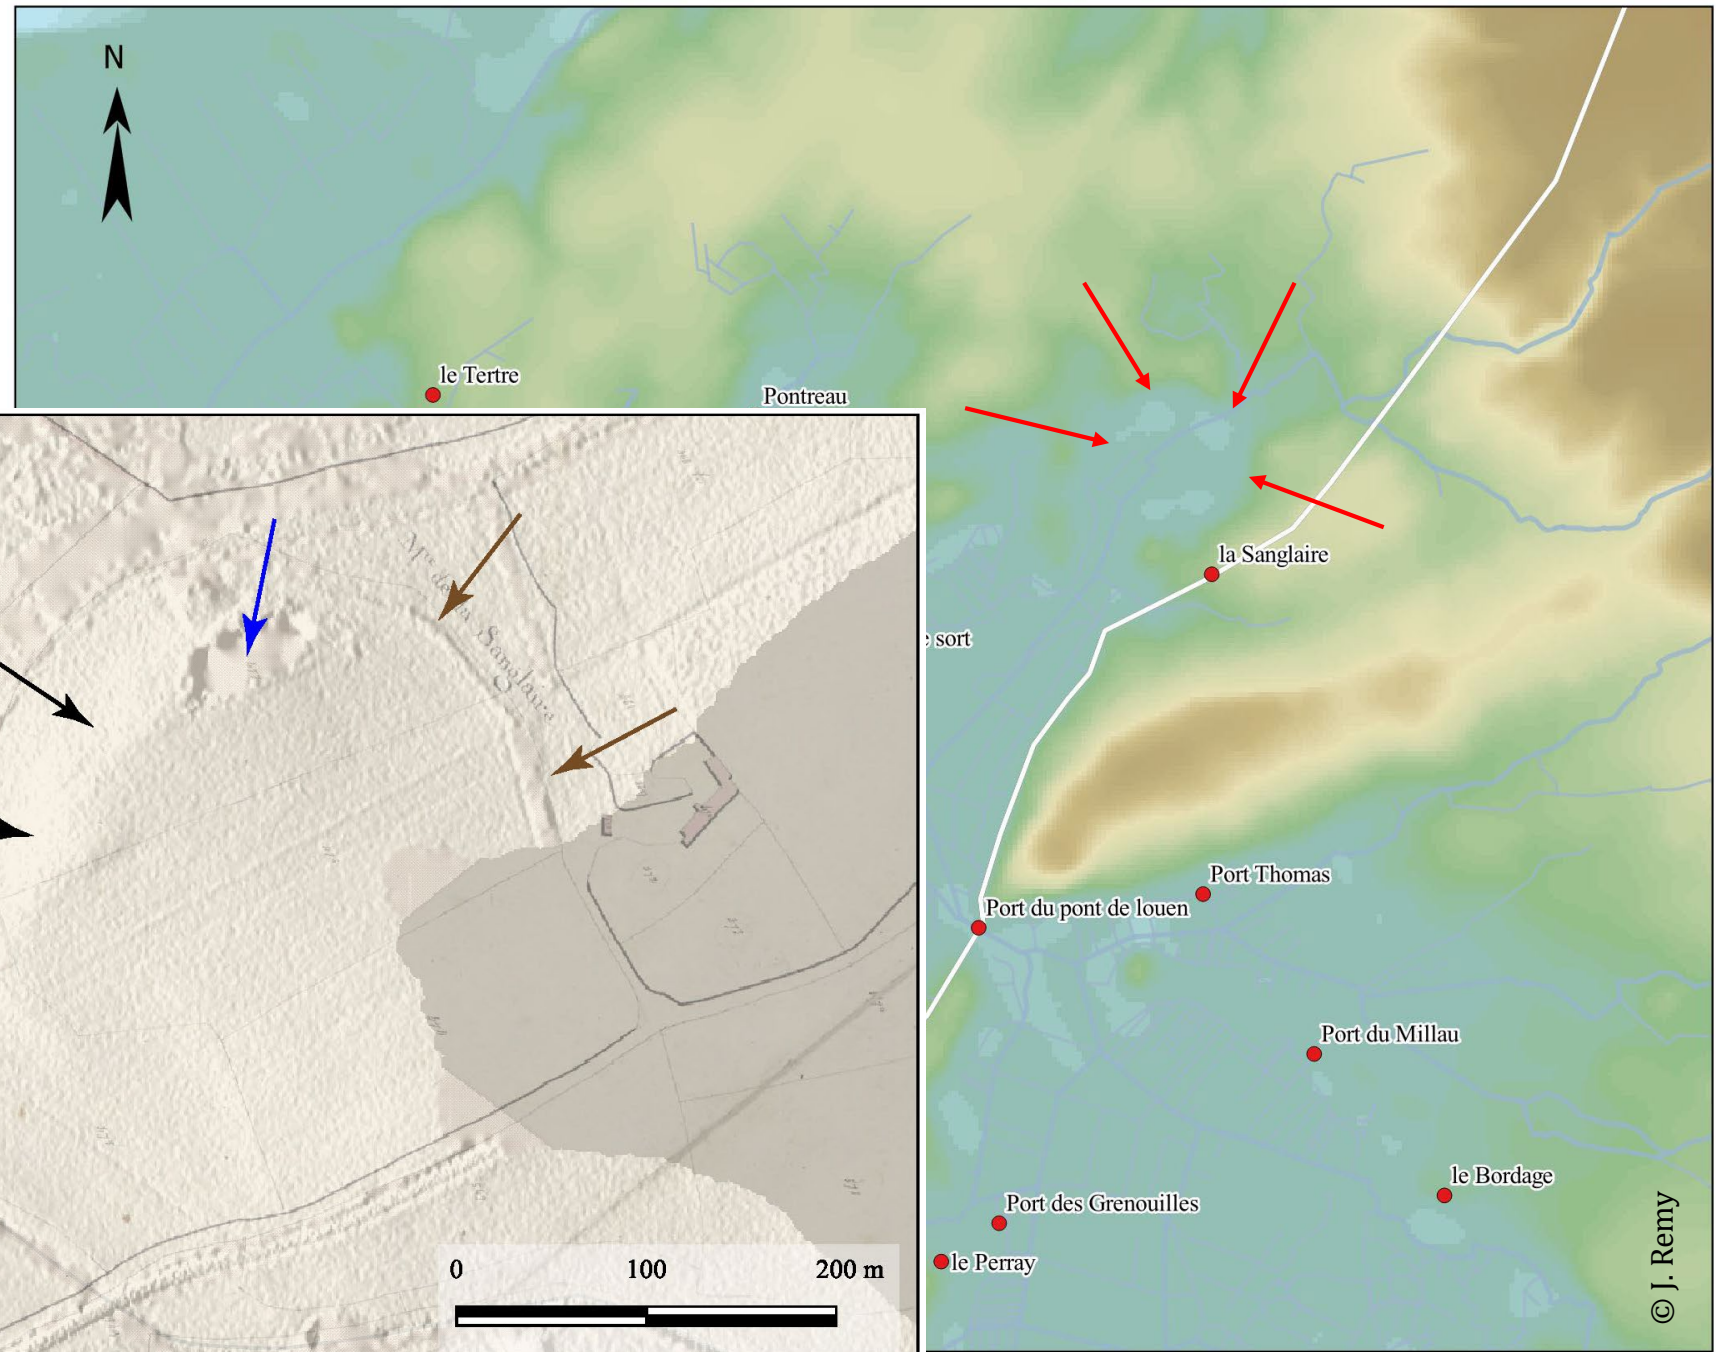 N
le Tertre
Pontreau
la Sanglaire
sort
Sanglaire
Port Thomas
Port du pont de louen
Port du Millau
le Bordage
Port des Grenouilles
le Perray
0 100 200 m
© J. Remy